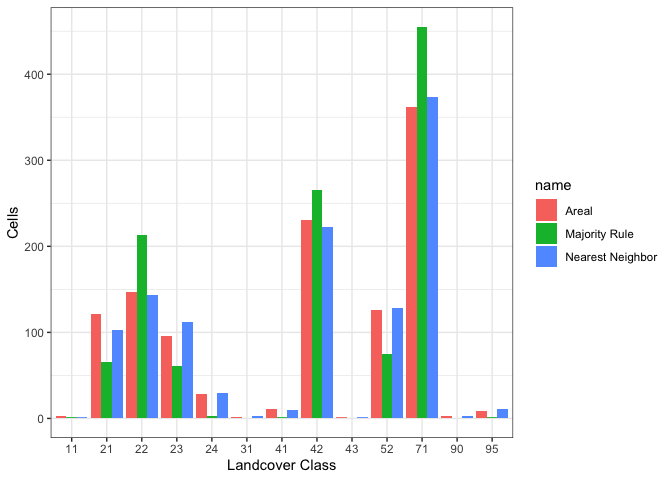 400
300
200
100
0
Cells
11 21 22 23 24 31 41 42 43 52 71 90 95
Landcover Class
name
Areal
Majority Rule
Nearest Neighbor